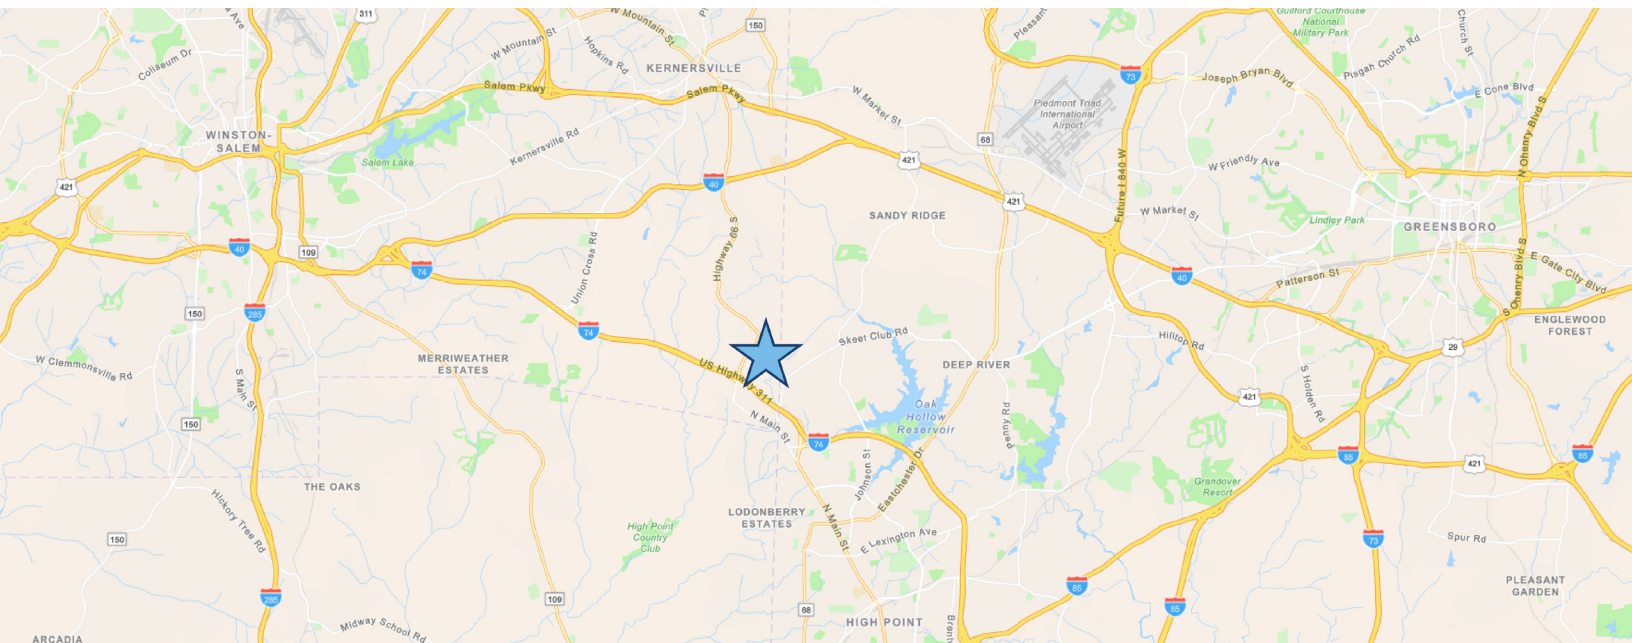 311
150
W Mountain St
Pleasant
Guilford Courthouse
National
Military Park
Church St
Coliseum Dr
W Mountain St
Hopkins Rd
KERNERSVILLE
73
Joseph Bryan Blvd
Pisgah Church Rd
Salem Pkwy
Salem Pkwy
W Market St
Piedmont Triad
International
Airport
E Cone Blvd
N Ohenry Blvd S
WINSTON-
SALEM
Salem Lake
Kernersville Rd
68
421
W Friendly Ave
421
40
421
Future I 840 W
W Market St
SANDY RIDGE
Lindley Park
GREENSBORO
40
109
74
Union Cross Rd
Highway 66 S
40
Patterson St
S Ohenry Blvd S
E Gate City Blvd
150
285
74
Skeet Club Rd
Hilltop Rd
29
ENGLEWOOD
FOREST
W Clemmonsville Rd
S Main St
MERRIWEATHER
ESTATES
US Highway 311
DEEP RIVER
S Holden Rd
421
150
N Main St
74
Oak
Hollow
Reservoir
Penny Rd
Johnson St
Eastchester Dr
85
421
85
THE OAKS
Hickory Tree Rd
LODONBERRY
ESTATES
N Main St
Grandover
Resort
150
High Point
Country
Club
E Lexington Ave
73
Spur Rd
285
109
68
85
85
PLEASANT
GARDEN
Midway School Rd
HIGH POINT
ARCADIA